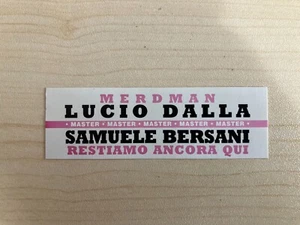 MERDMAN
LUCIO DALLA
• MASTER • MASTER • MASTER • MASTER • MASTER •
SAMUELE BERSANI
RESTIAMO ANCORA QUI